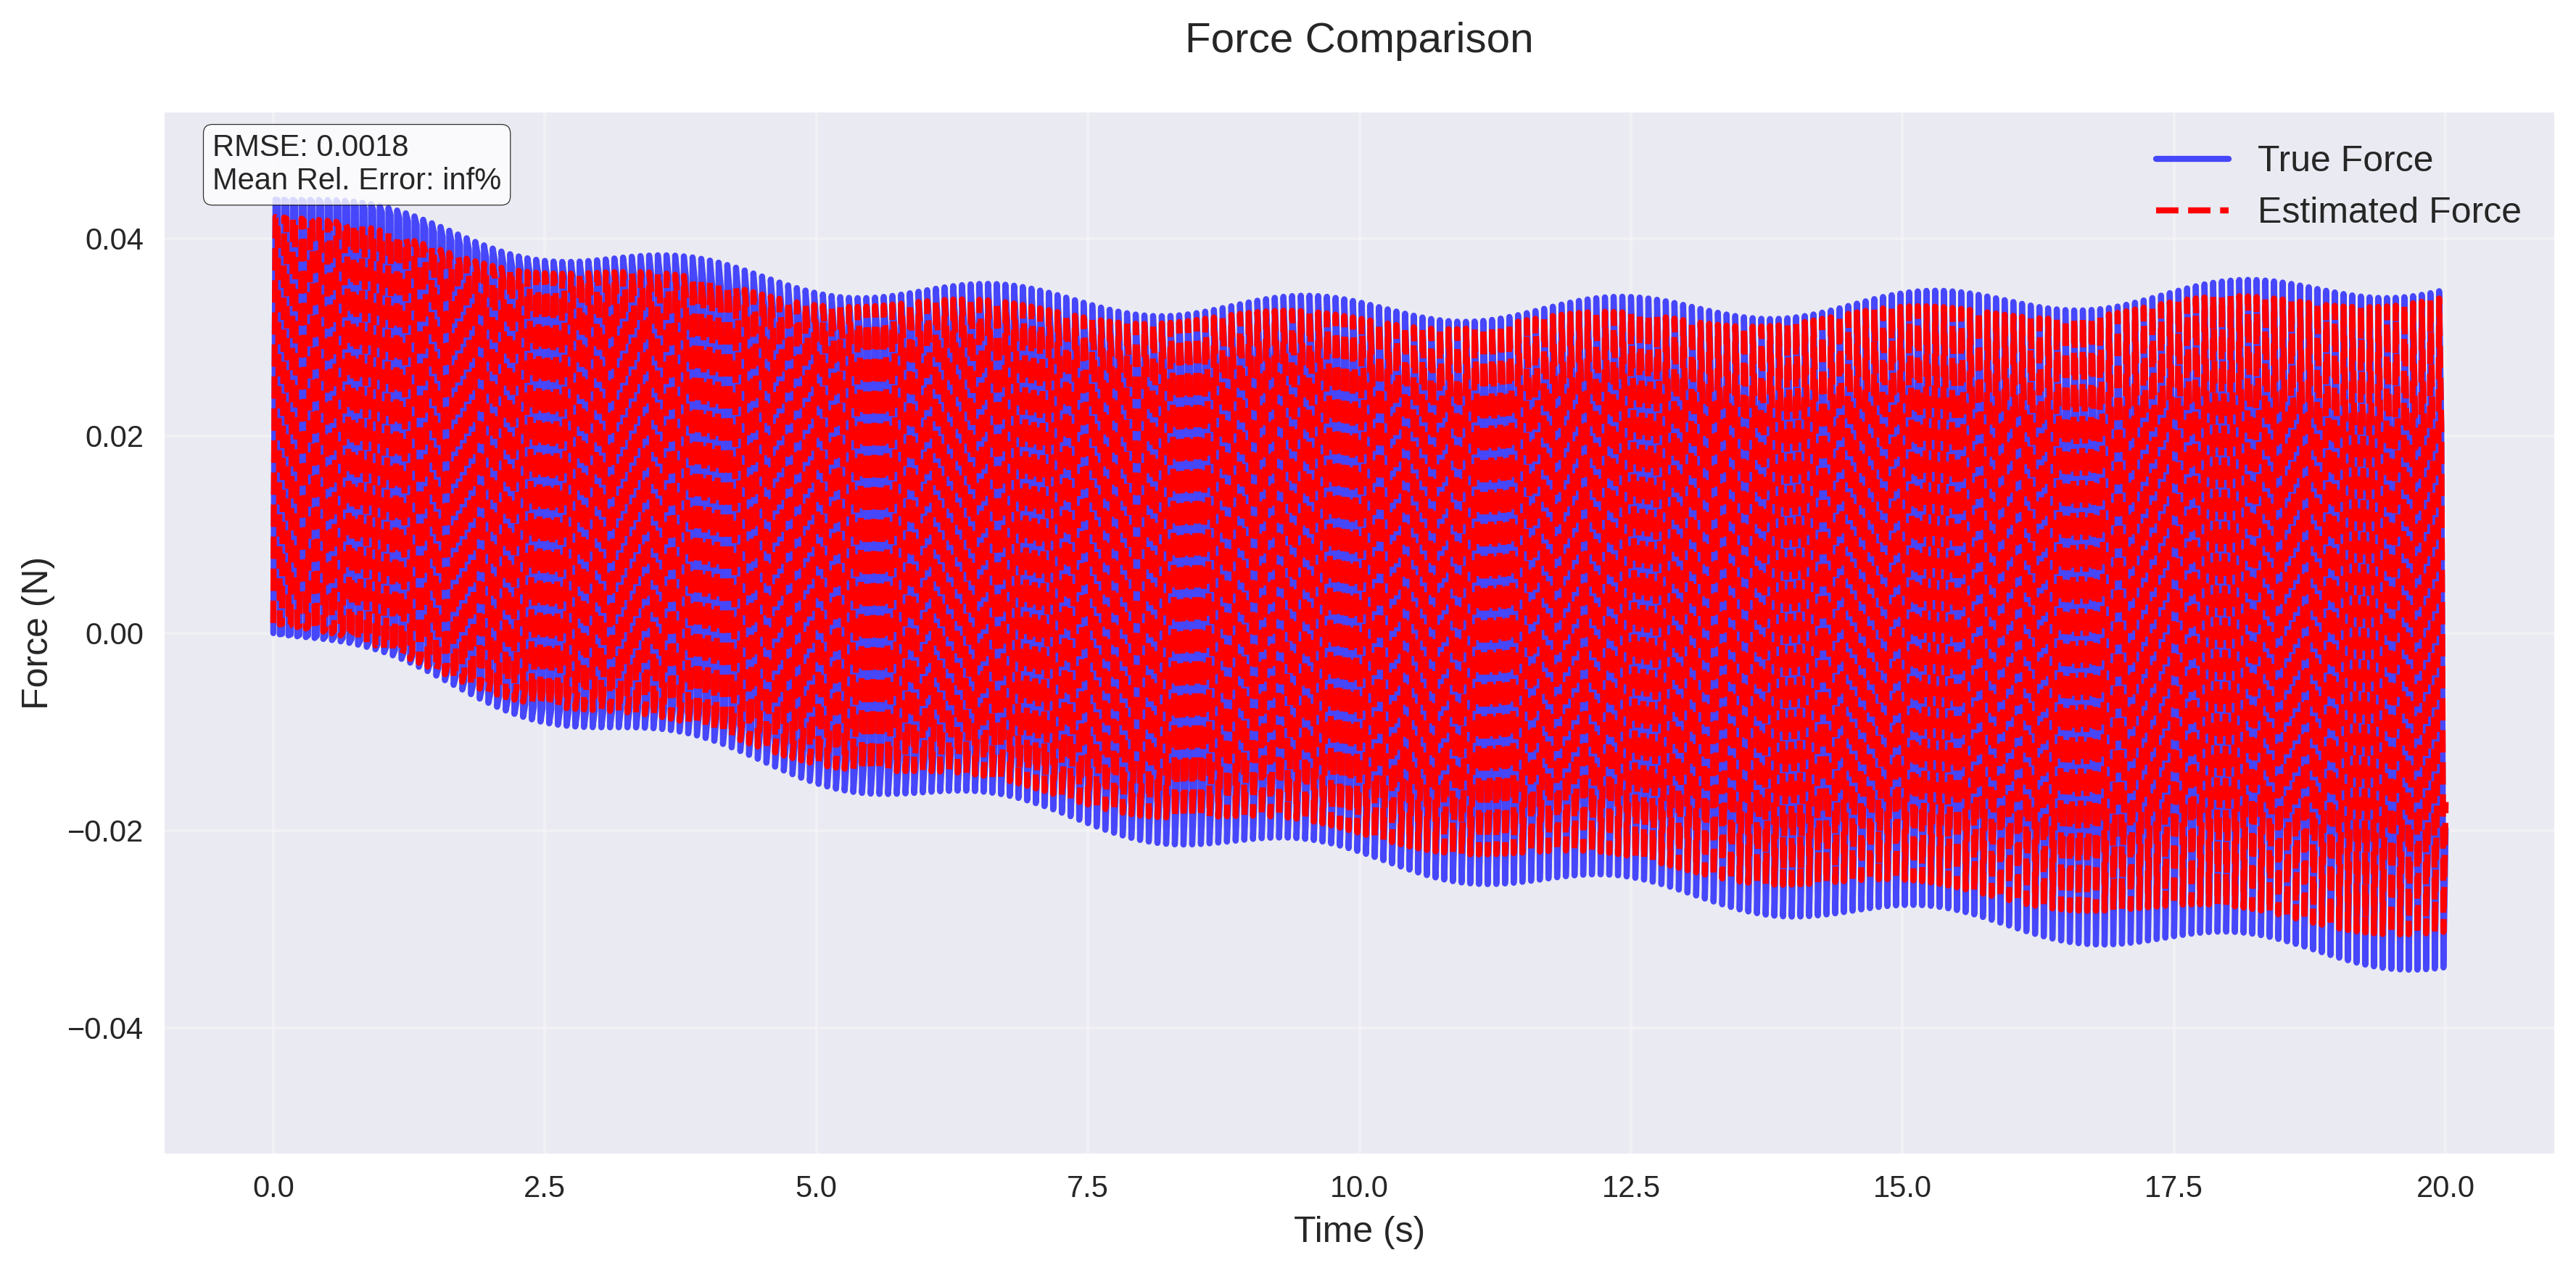 Force Comparison
RMSE: 0.0018
Mean Rel. Error: inf%
True Force
Estimated Force
0.04
0.02
0.00
−0.02
−0.04
Force (N)
0.0 2.5 5.0 7.5 10.0 12.5 15.0 17.5 20.0
Time (s)